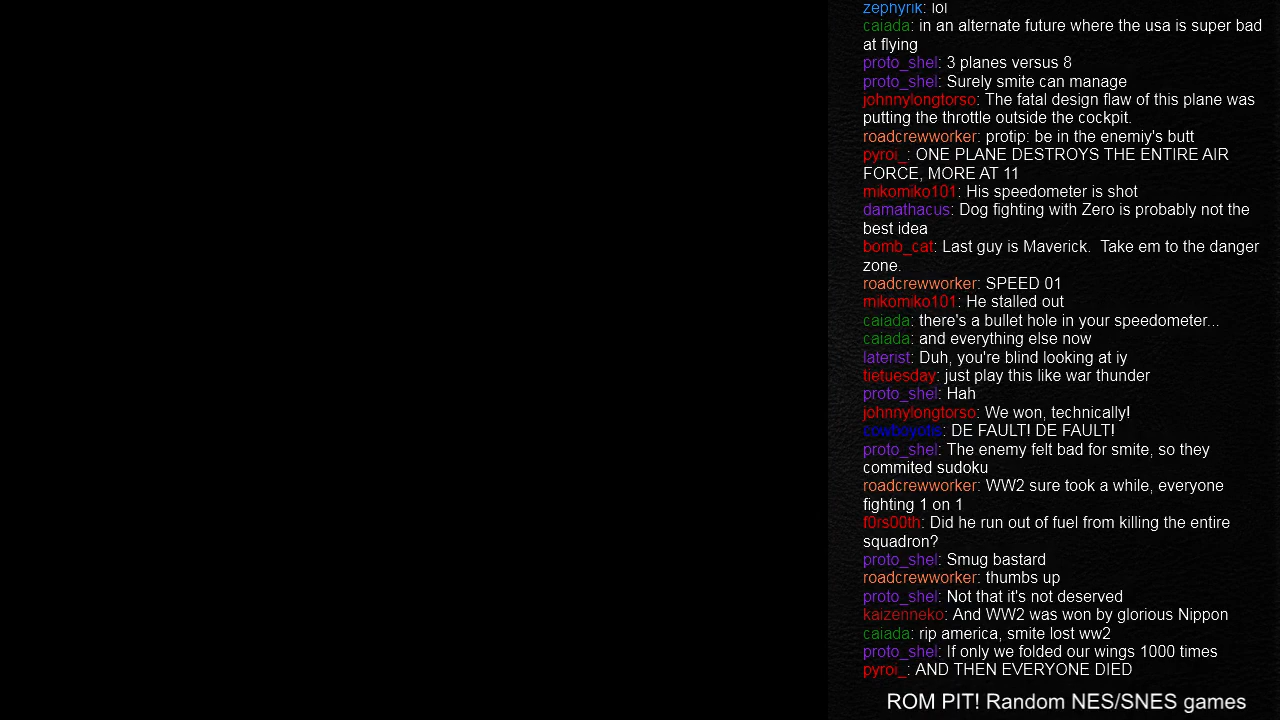 zephyrik: lol
caiada: in an alternate future where the usa is super bad
at flying
proto_shel: 3 planes versus 8
proto_shel: Surely smite can manage
johnnylongtorso: The fatal design flaw of this plane was
putting the throttle outside the cockpit.
roadcrewworker: protip: be in the enemiy's butt
pyroi_: ONE PLANE DESTROYS THE ENTIRE AIR
FORCE, MORE AT 11
mikomiko101: His speedometer is shot
damathacus: Dog fighting with Zero is probably not the
best idea
bomb_cat: Last guy is Maverick.  Take em to the danger
zone.
roadcrewworker: SPEED 01
mikomiko101: He stalled out
caiada: there's a bullet hole in your speedometer...
caiada: and everything else now
laterist: Duh, you're blind looking at iy
tietuesday: just play this like war thunder
proto_shel: Hah
johnnylongtorso: We won, technically!
cowboyotis: DE FAULT! DE FAULT!
proto_shel: The enemy felt bad for smite, so they
commited sudoku
roadcrewworker: WW2 sure took a while, everyone
fighting 1 on 1
f0rs00th: Did he run out of fuel from killing the entire
squadron?
proto_shel: Smug bastard
roadcrewworker: thumbs up
proto_shel: Not that it's not deserved
kaizenneko: And WW2 was won by glorious Nippon
caiada: rip america, smite lost ww2
proto_shel: If only we folded our wings 1000 times
pyroi_: AND THEN EVERYONE DIED
ROM PIT! Random NES/SNES games